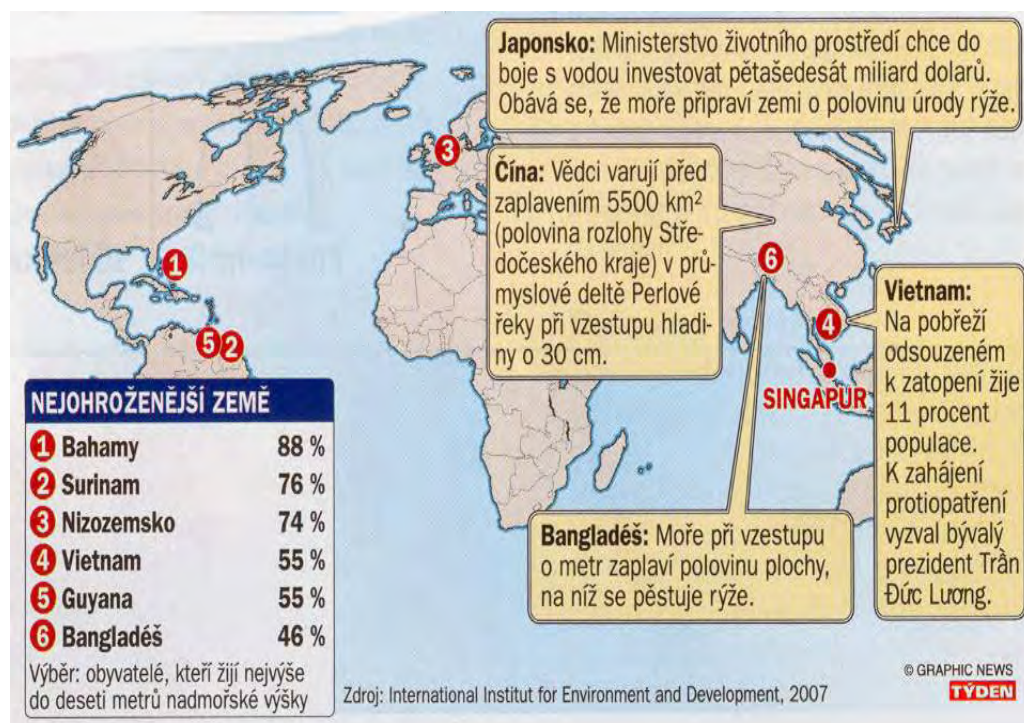 Japonsko: Ministerstvo životního prostředí chce do
boje s vodou investovat pětašedesát miliard dolarů.
Obává se, že moře připraví zemi o polovinu úrody rýže.
Čína: Vědci varují před
zaplavením 5500 km²
(polovina rozlohy Stře-
dočeského kraje) v prů-
myslové deltě Perlové
řeky při vzestupu hladi-
ny o 30 cm.
Vietnam:
Na pobřeží
odsouzeném
k zatopení žije
11 procent
populace.
K zahájení
protiopatření
vyzval bývalý
prezident Trần
Đức Lương.
Bangladéš: Moře při vzestupu
o metr zaplaví polovinu plochy,
na níž se pěstuje rýže.
SINGAPUR
1
2
3
4
5
6
NEJOHROŽENĚJŠÍ ZEMĚ
1 Bahamy 88 %
2 Surinam 76 %
3 Nizozemsko 74 %
4 Vietnam 55 %
5 Guyana 55 %
6 Bangladéš 46 %
Výběr: obyvatelé, kteří žijí nejvýše
do deseti metrů nadmořské výšky
Zdroj: International Institut for Environment and Development, 2007
© GRAPHIC NEWS
TÝDEN